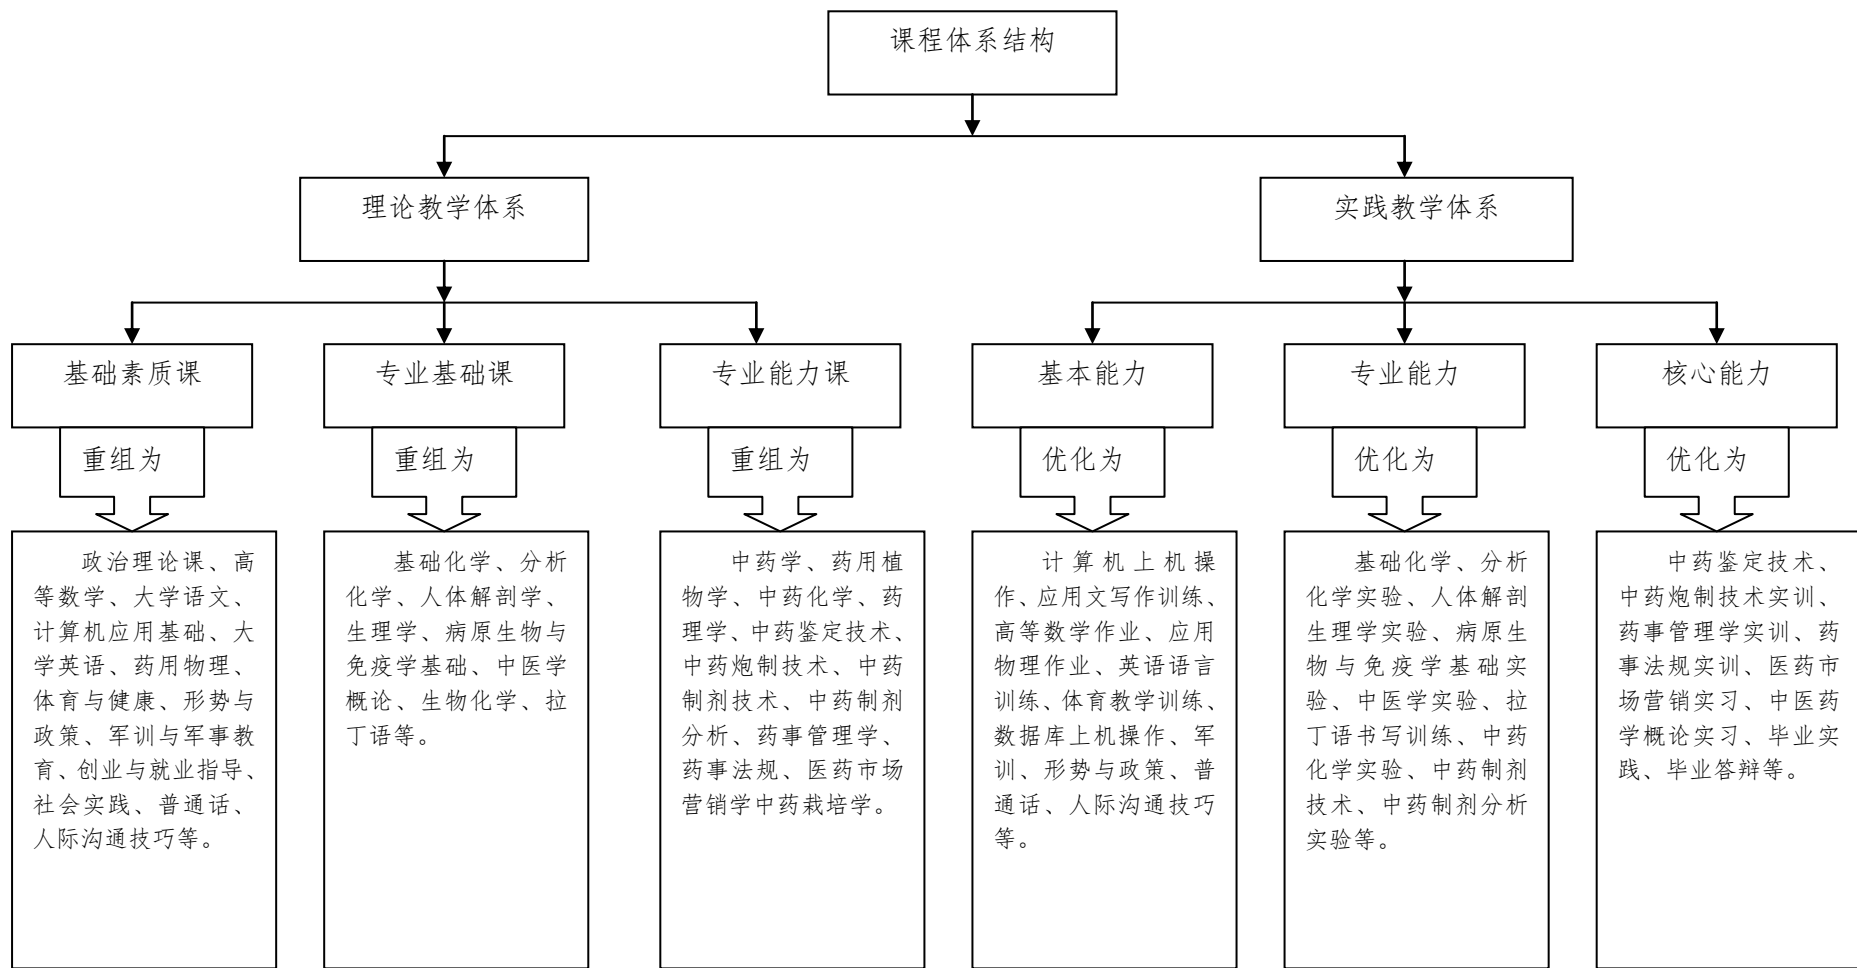 课程体系结构
理论教学体系
实践教学体系
基础素质课
专业基础课
专业能力课
基本能力
专业能力
核心能力
重组为
重组为
重组为
优化为
优化为
优化为
政治理论课、高
等数学、大学语文、
计算机应用基础、大
学英语、药用物理、
体育与健康、形势与
政策、军训与军事教
育、创业与就业指导、
社会实践、普通话、
人际沟通技巧等。
基础化学、分析
化学、人体解剖学、
生理学、病原生物与
免疫学基础、中医学
概论、生物化学、拉
丁语等。
中药学、药用植
物学、中药化学、药
理学、中药鉴定技术、
中药炮制技术、中药
制剂技术、中药制剂
分析、药事管理学、
药事法规、医药市场
营销学中药栽培学。
计算机上机操
作、应用文写作训练、
高等数学作业、应用
物理作业、英语语言
训练、体育教学训练、
数据库上机操作、军
训、形势与政策、普
通话、人际沟通技巧
等。
基础化学、分析
化学实验、人体解剖
生理学实验、病原生
物与免疫学基础实
验、中医学实验、拉
丁语书写训练、中药
化学实验、中药制剂
技术、中药制剂分析
实验等。
中药鉴定技术、
中药炮制技术实训、
药事管理学实训、药
事法规实训、医药市
场营销实习、中医药
学概论实习、毕业实
践、毕业答辩等。